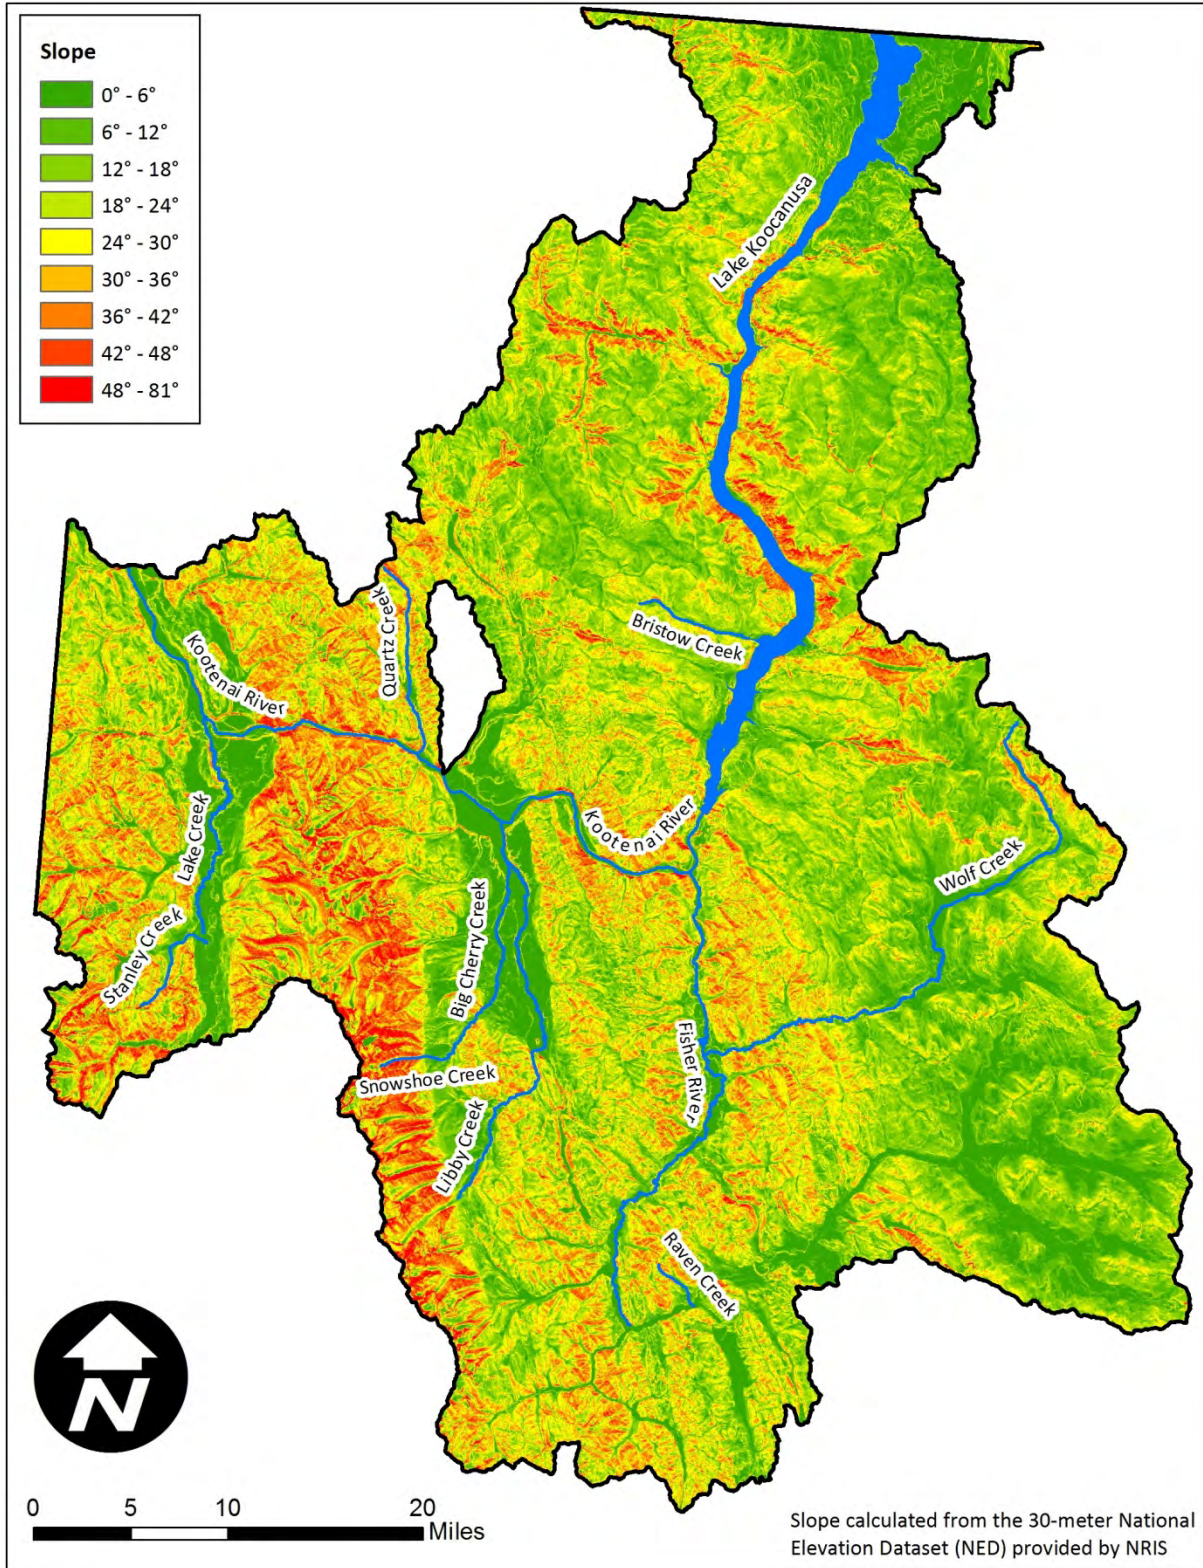 Slope
0° - 6°
6° - 12°
12° - 18°
18° - 24°
24° - 30°
30° - 36°
36° - 42°
42° - 48°
48° - 81°
Lake Koocanusa
Quartz Creek
Bristow Creek
Kootenai River
Kootenai River
Lake Creek
Wolf Creek
Big Cherry Creek
Stanley Creek
Fisher River
Snowshoe Creek
Libby Creek
Raven Creek
N
0 5 10 20
Miles
Slope calculated from the 30-meter National
Elevation Dataset (NED) provided by NRIS